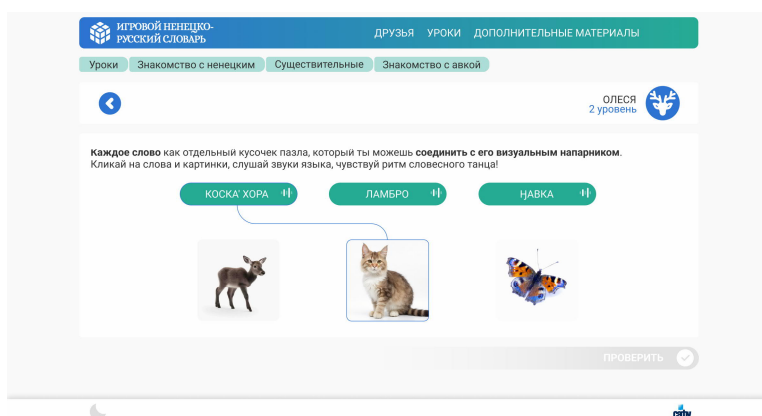 ИГРОВОЙ НЕНЕЦКО-
РУССКИЙ СЛОВАРЬ
ДРУЗЬЯ УРОКИ ДОПОЛНИТЕЛЬНЫЕ МАТЕРИАЛЫ
Уроки Знакомство с ненецким Существительные Знакомство с авкой
ОЛЕСЯ
2 уровень
Каждое слово как отдельный кусочек пазла, который ты можешь соединить с его визуальным напарником.
Кликай на слова и картинки, слушай звуки языка, чувствуй ритм словесного танца!
КОСКА' ХОРА ЛАМБРО ӇАВКА
ПРОВЕРИТЬ
САФУ